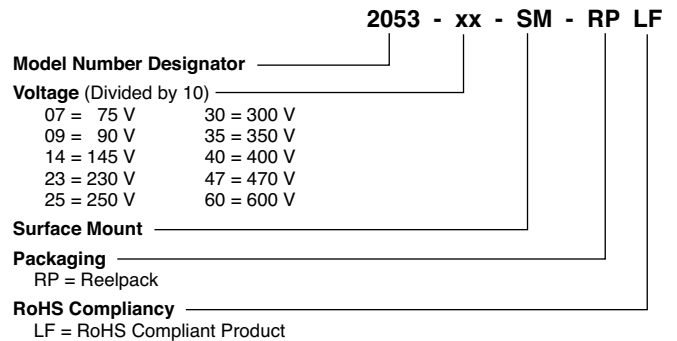 2053 - xx - SM - RP LF
Model Number Designator
Voltage (Divided by 10)
07 = 75 V 30 = 300 V
09 = 90 V 35 = 350 V
14 = 145 V 40 = 400 V
23 = 230 V 47 = 470 V
25 = 250 V 60 = 600 V
Surface Mount
Packaging
RP = Reelpack
RoHS Compliancy
LF = RoHS Compliant Product